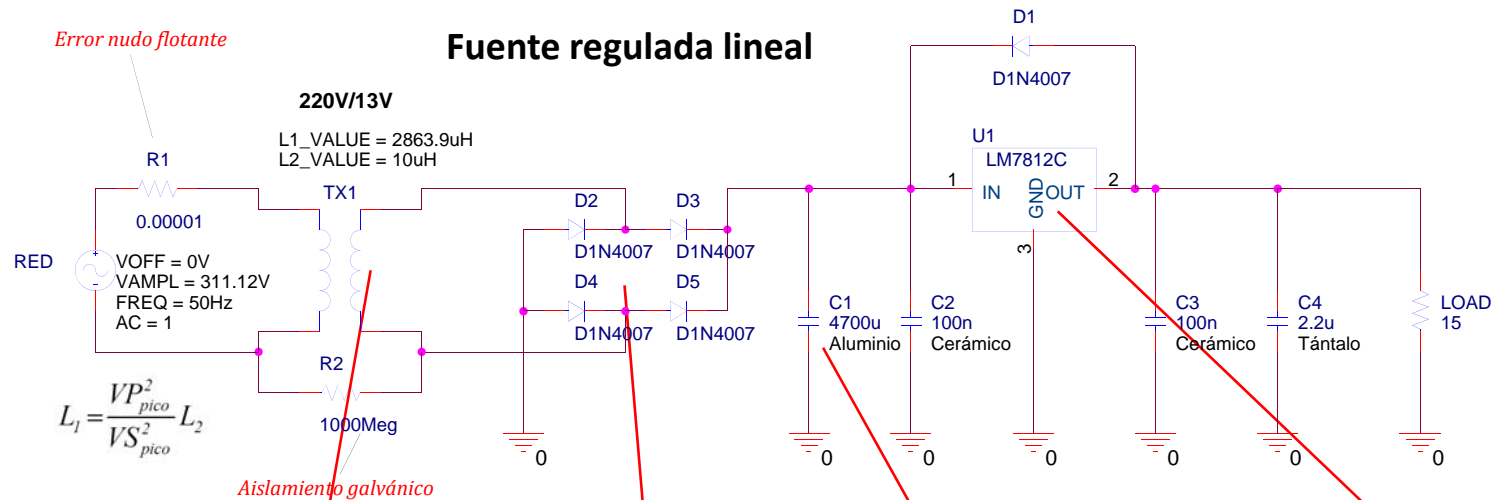 Error nudo flotante
Fuente regulada lineal
D1
D1N4007
220V/13V
L1_VALUE = 2863.9uH
L2_VALUE = 10uH
R1
0.00001
TX1
U1
LM7812C
1
IN
GND
OUT
2
3
D2
D1N4007
D3
D1N4007
RED
VOFF = 0V
VAMPL = 311.12V
FREQ = 50Hz
AC = 1
D4
D1N4007
D5
D1N4007
C1
4700u
Aluminio
C2
100n
Cerámico
C3
100n
Cerámico
C4
2.2u
Tántalo
LOAD
15
R2
1000Meg
L₁ = VP²pico / VS²pico L₂
0
0
0
0
0
0
0
Aislamiento galvánico